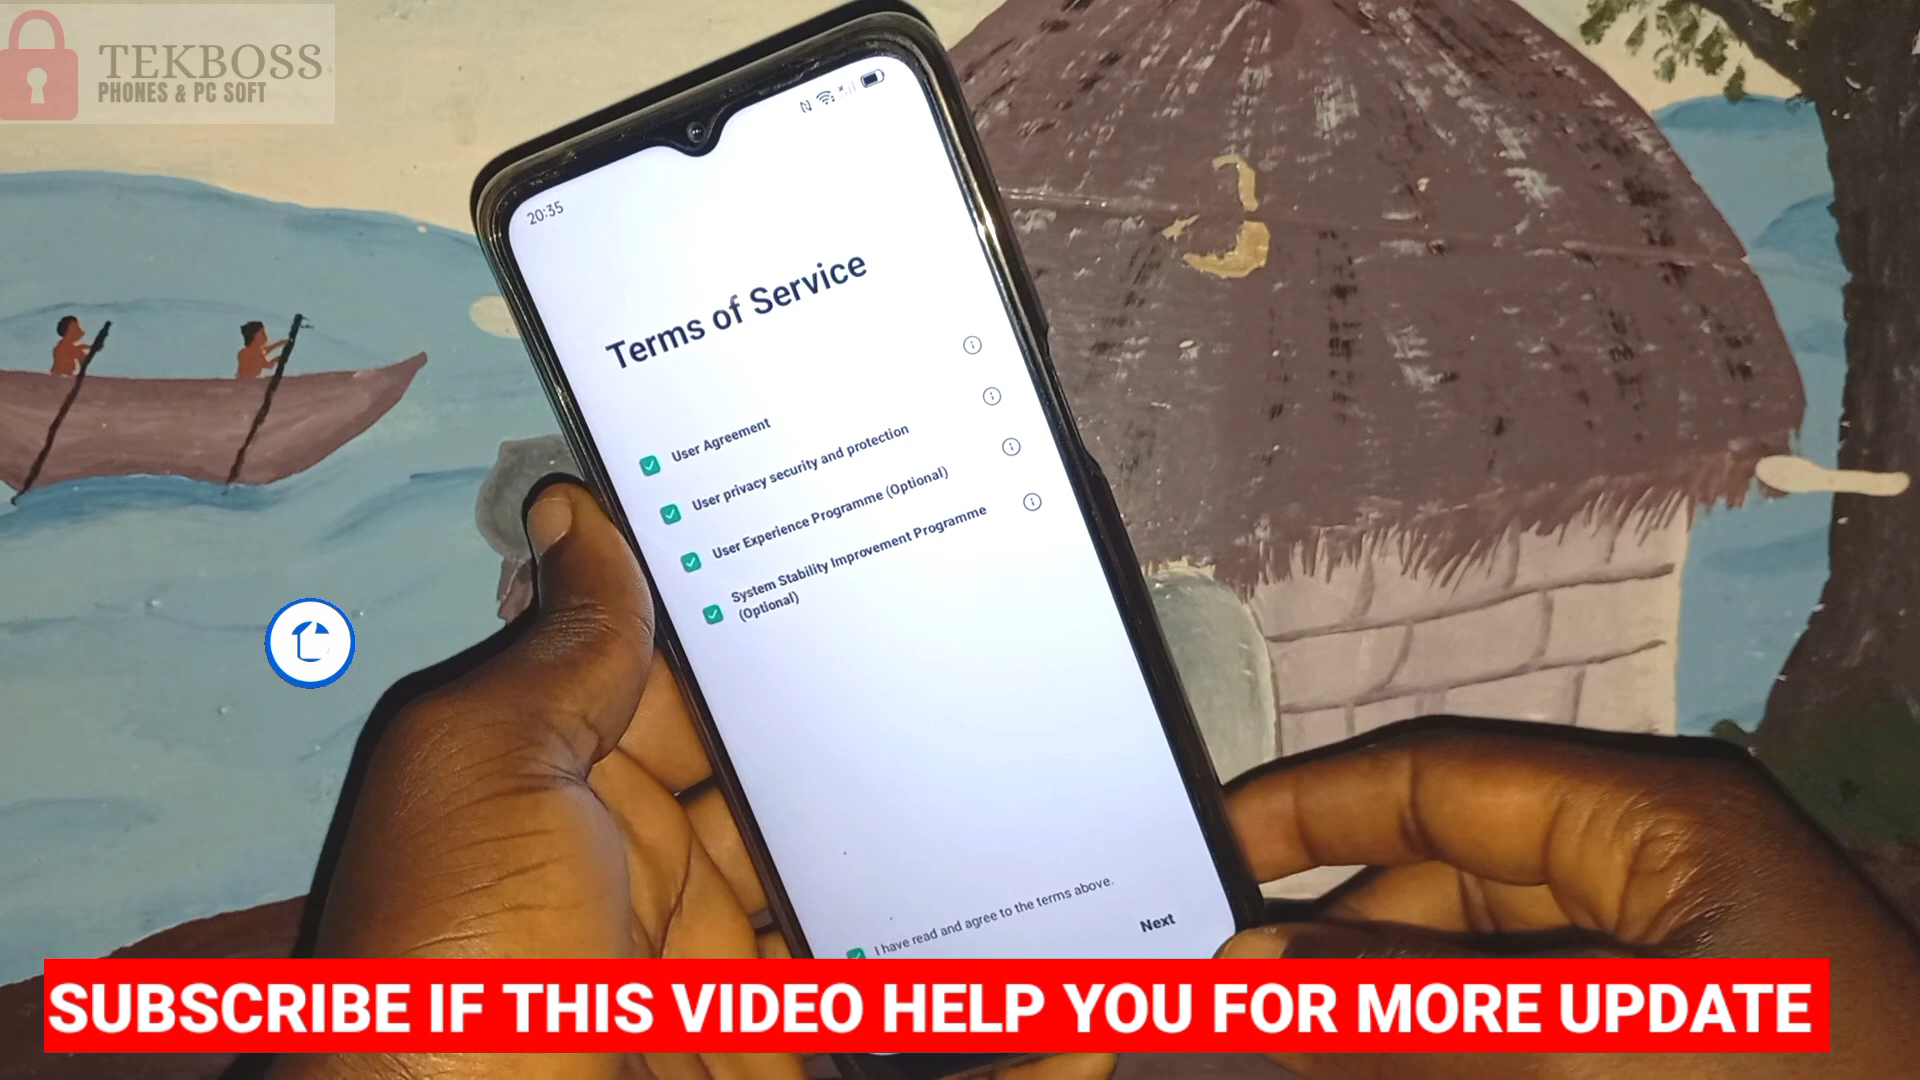 TEKBOSS
PHONES & PC SOFT
20:35
Terms of Service
User Agreement
User privacy security and protection
User Experience Programme (Optional)
System Stability Improvement Programme
(Optional)
I have read and agree to the terms above.
Next
SUBSCRIBE IF THIS VIDEO HELP YOU FOR MORE UPDATE